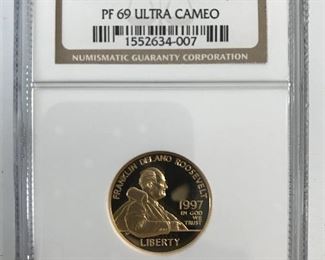 PF 69 ULTRA CAMEO
1552634-007
NUMISMATIC GUARANTY CORPORATION
FRANKLIN DELANO ROOSEVELT
1997
IN GOD
WE
TRUST
LIBERTY